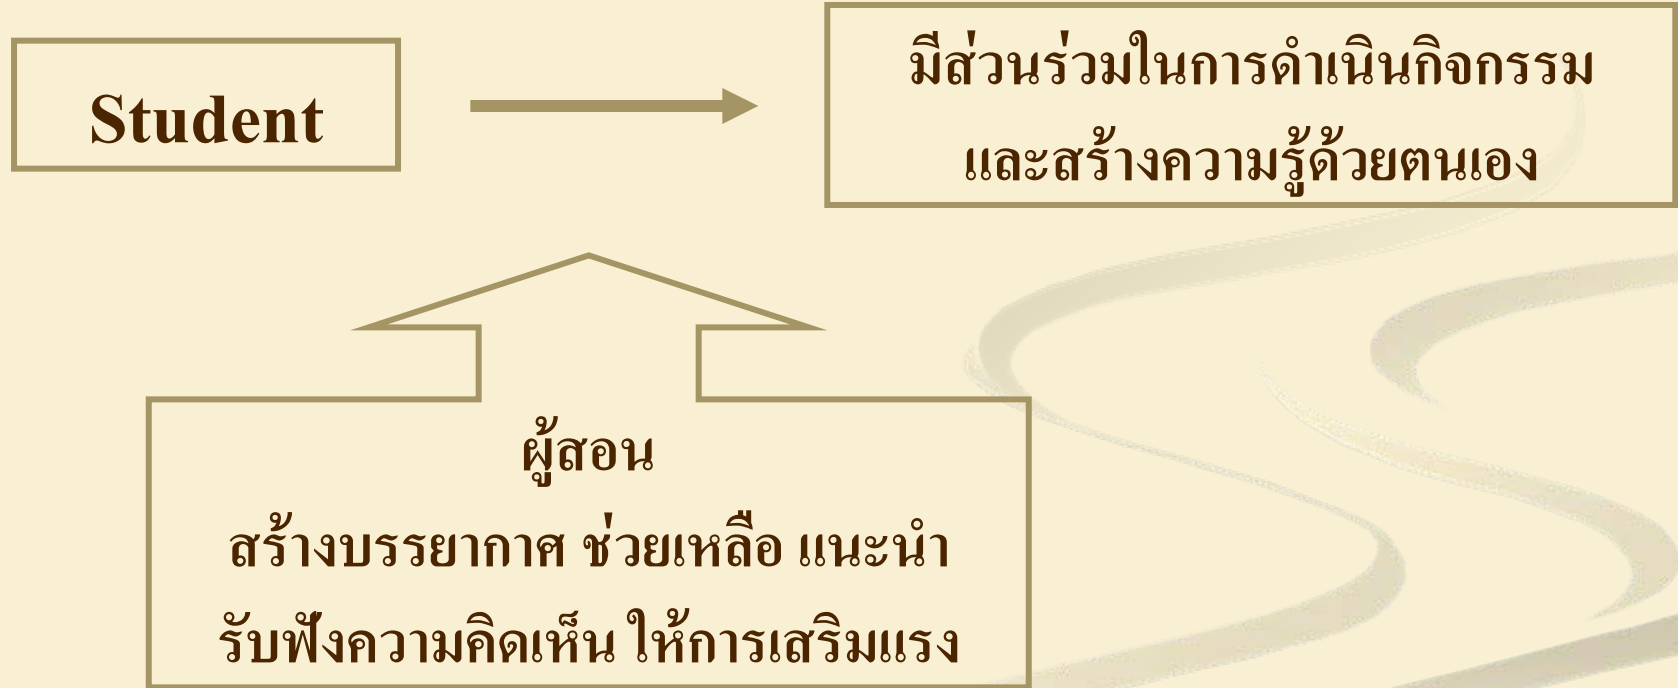 Student
มีส่วนร่วมในการดำเนินกิจกรรม
และสร้างความรู้ด้วยตนเอง
ผู้สอน
สร้างบรรยากาศ ช่วยเหลือ แนะนำ
รับฟังความคิดเห็น ให้การเสริมแรง